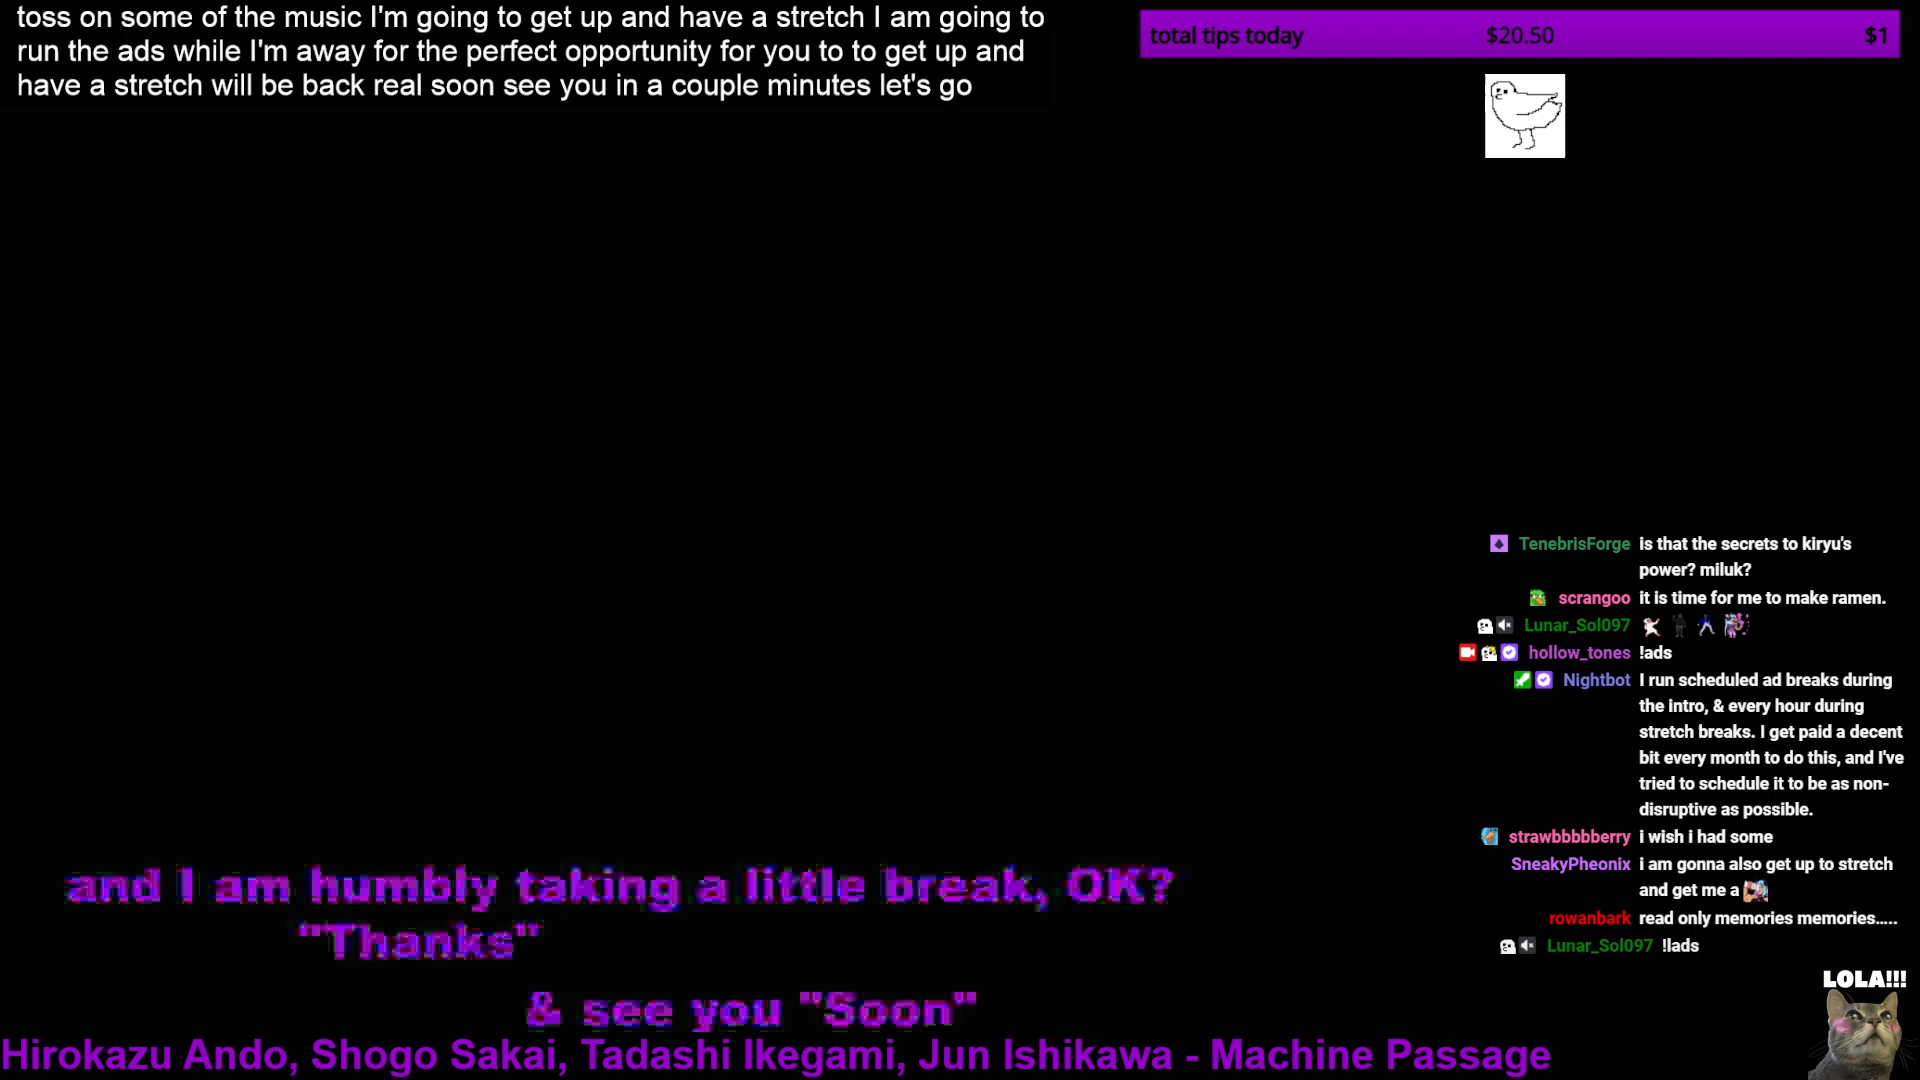 toss on some of the music I'm going to get up and have a stretch I am going to
run the ads while I'm away for the perfect opportunity for you to to get up and
have a stretch will be back real soon see you in a couple minutes let's go
total tips today $20.50 $1
TenebrisForge is that the secrets to kiryu's
power? miluk?
scrangoo it is time for me to make ramen.
Lunar_Sol097
hollow_tones !ads
Nightbot I run scheduled ad breaks during
the intro, & every hour during
stretch breaks. I get paid a decent
bit every month to do this, and I've
tried to schedule it to be as non-
disruptive as possible.
strawbbbbberry i wish i had some
SneakyPheonix i am gonna also get up to stretch
and get me a
rowanbark read only memories memories.....
Lunar_Sol097 !lads
and I am humbly taking a little break, OK?
"Thanks"
& see you "Soon"
LOLA!!!
Hirokazu Ando, Shogo Sakai, Tadashi Ikegami, Jun Ishikawa - Machine Passage